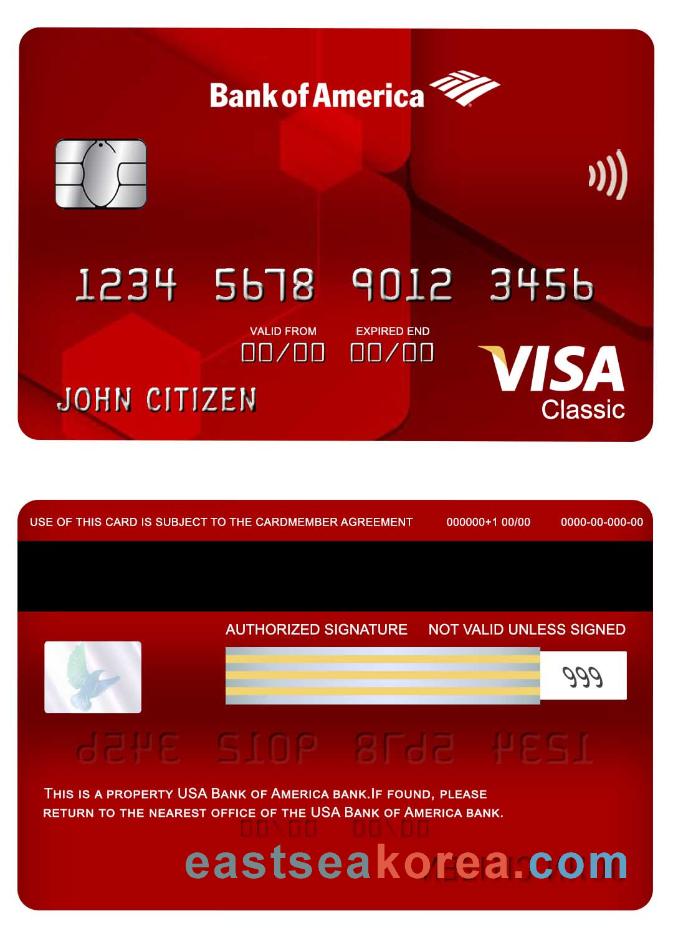 Bank of America
1234 5678 9012 3456
VALID FROM EXPIRED END
00/00 00/00
VISA
Classic
JOHN CITIZEN
USE OF THIS CARD IS SUBJECT TO THE CARDMEMBER AGREEMENT 000000+1 00/00 0000-00-000-00
AUTHORIZED SIGNATURE NOT VALID UNLESS SIGNED
999
THIS IS A PROPERTY USA BANK OF AMERICA BANK.IF FOUND, PLEASE
RETURN TO THE NEAREST OFFICE OF THE USA BANK OF AMERICA BANK.
eastseakorea.com